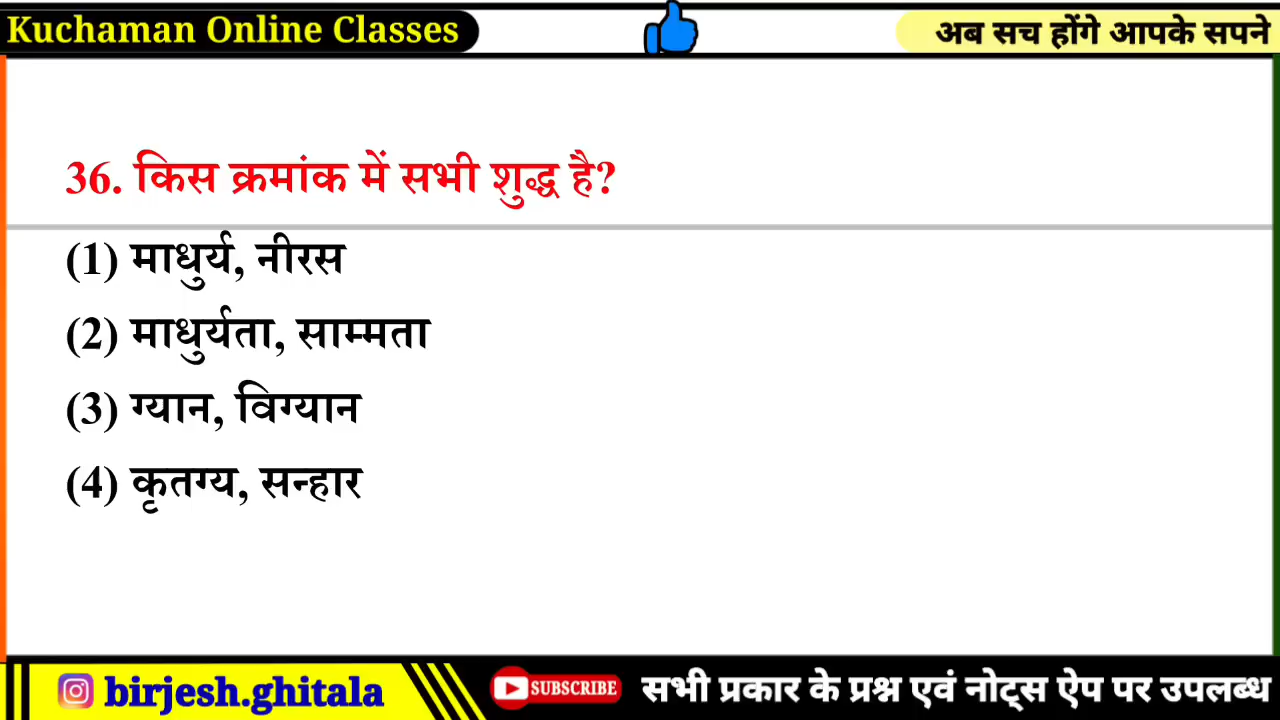 Kuchaman Online Classes
अब सच होंगे आपके सपने
36. किस क्रमांक में सभी शुद्ध है?
(1) माधुर्य, नीरस
(2) माधुर्यता, साम्मता
(3) ग्यान, विग्यान
(4) कृतग्य, सन्हार
birjesh.ghitala
SUBSCRIBE
सभी प्रकार के प्रश्न एवं नोट्स ऐप पर उपलब्ध